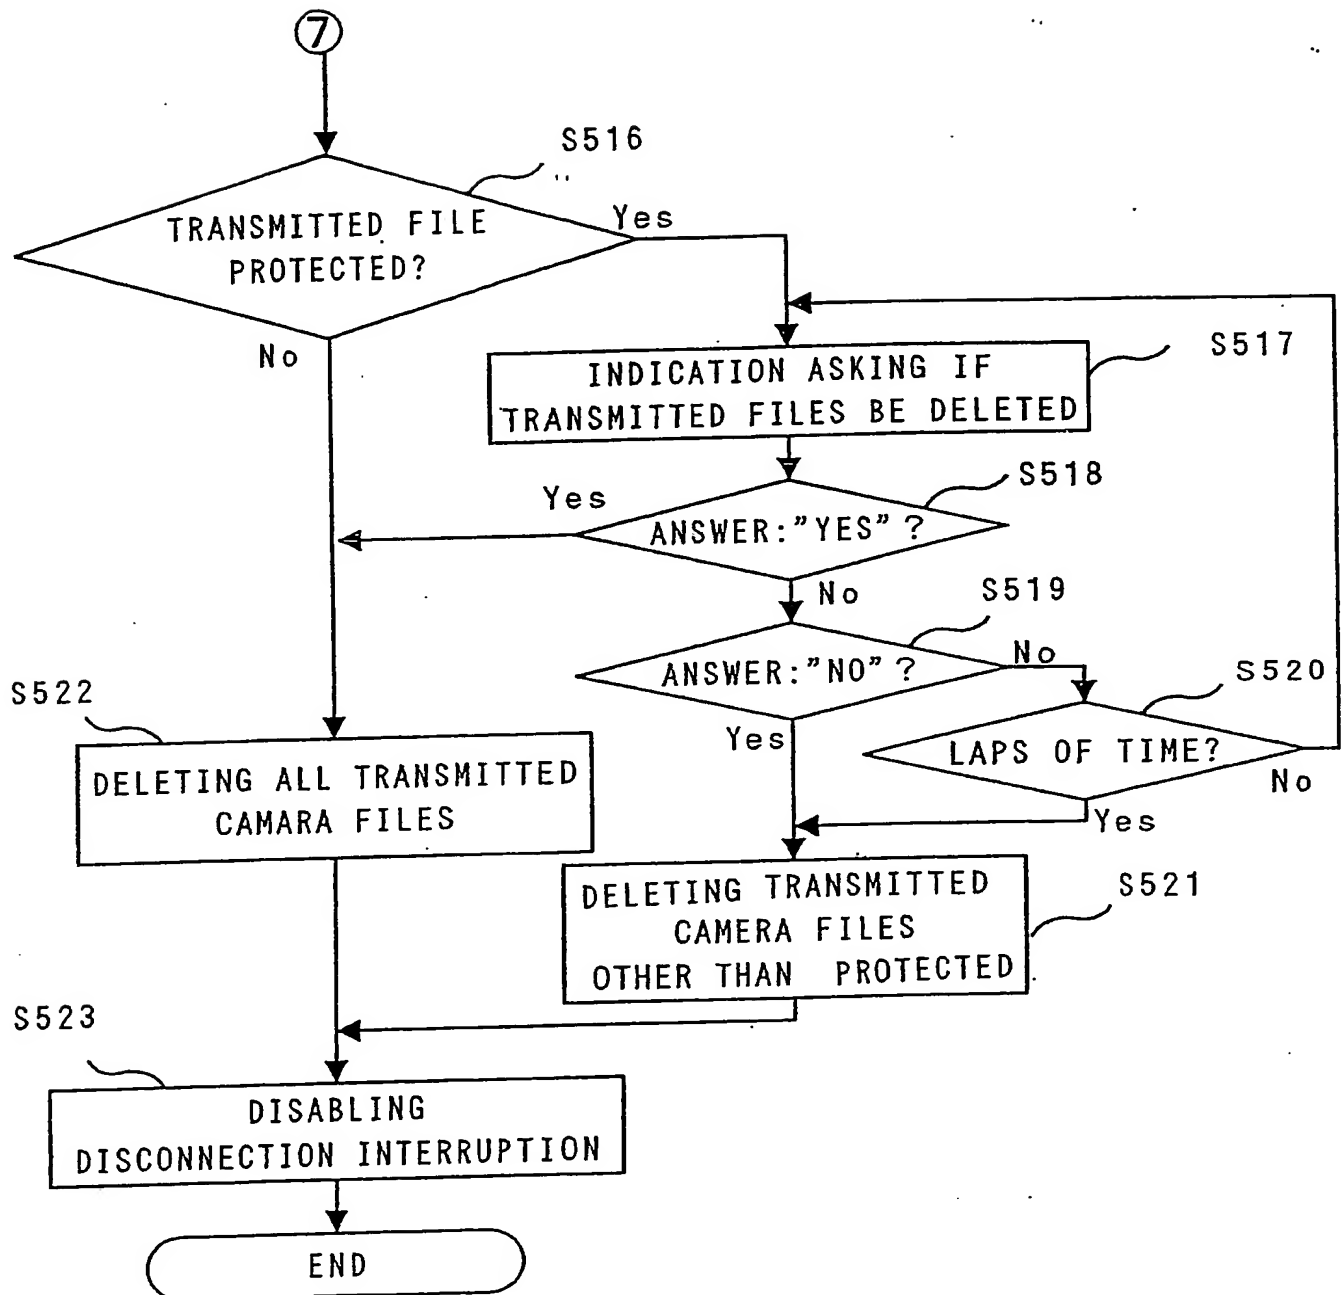 7
S516
TRANSMITTED FILE
PROTECTED?
Yes
No
S517
INDICATION ASKING IF
TRANSMITTED FILES BE DELETED
S518
Yes
ANSWER:"YES"?
No
S519
ANSWER:"NO"?
No
S520
Yes
LAPS OF TIME?
No
Yes
S522
DELETING ALL TRANSMITTED
CAMARA FILES
S521
DELETING TRANSMITTED
CAMERA FILES
OTHER THAN PROTECTED
S523
DISABLING
DISCONNECTION INTERRUPTION
END